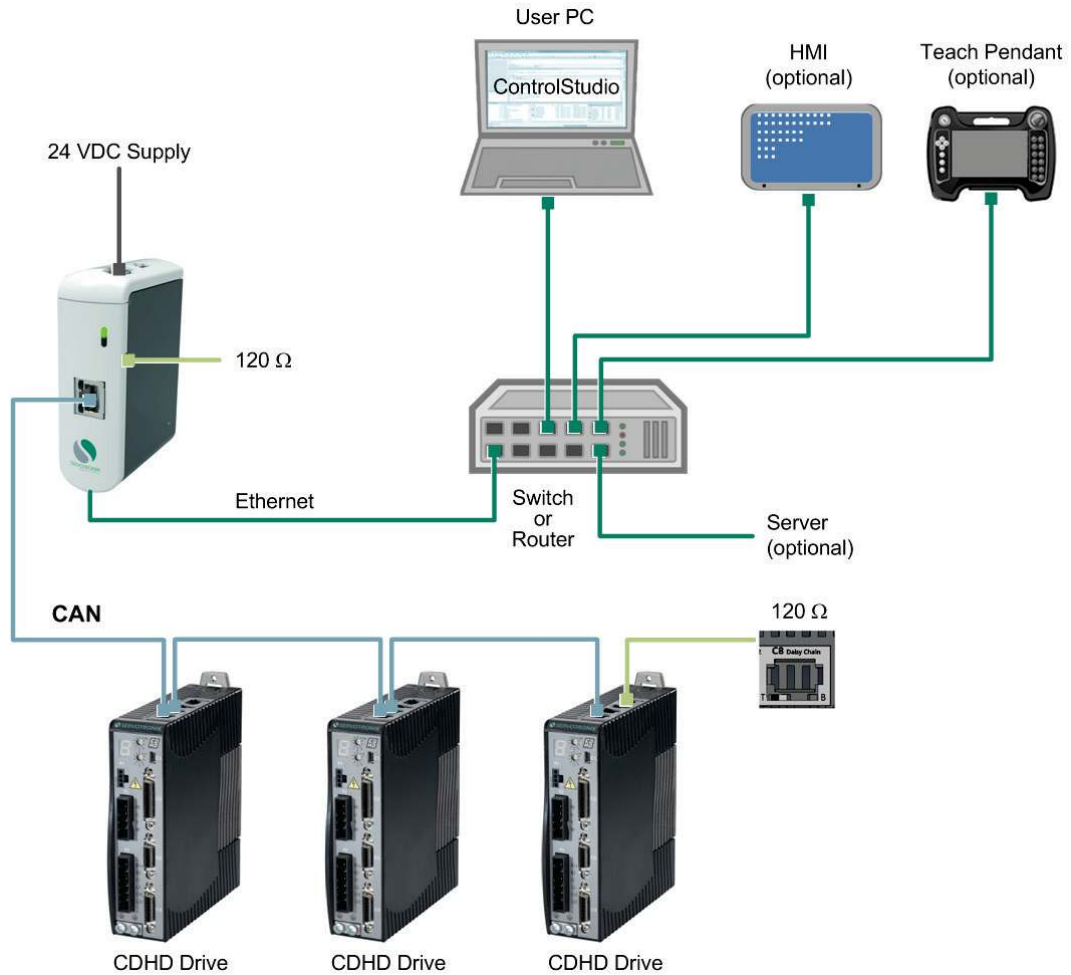 User PC
HMI
(optional)
Teach Pendant
(optional)
ControlStudio
24 VDC Supply
120 Ω
Ethernet
Switch
or
Router
Server
(optional)
CAN
120 Ω
C8 Daisy Chain
T
B
CDHD Drive
CDHD Drive
CDHD Drive